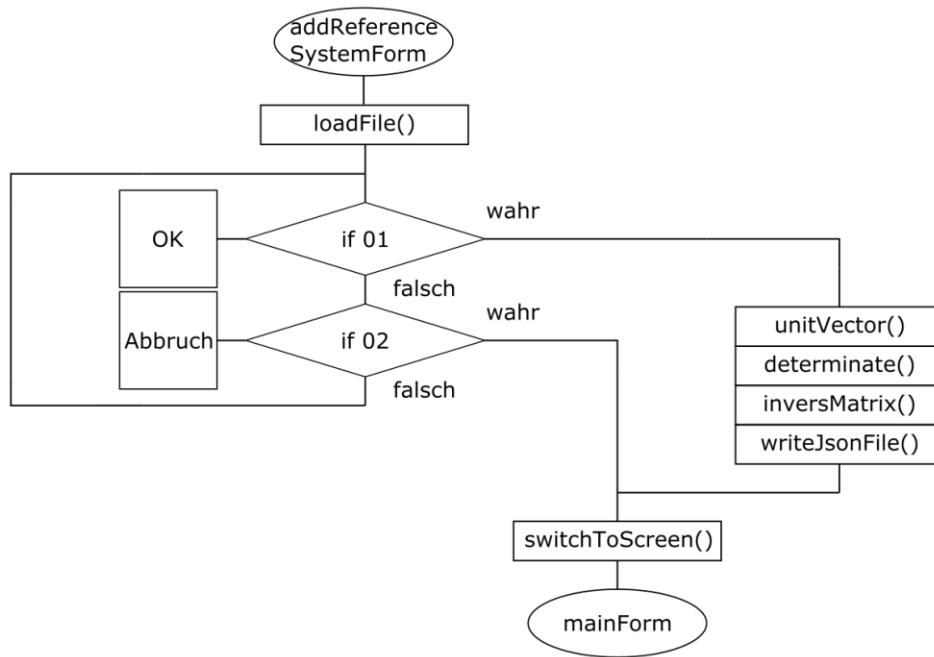 addReference
SystemForm
loadFile()
wahr
OK
if 01
falsch
wahr
Abbruch
if 02
falsch
unitVector()
determinate()
inversMatrix()
writeJsonFile()
switchToScreen()
mainForm